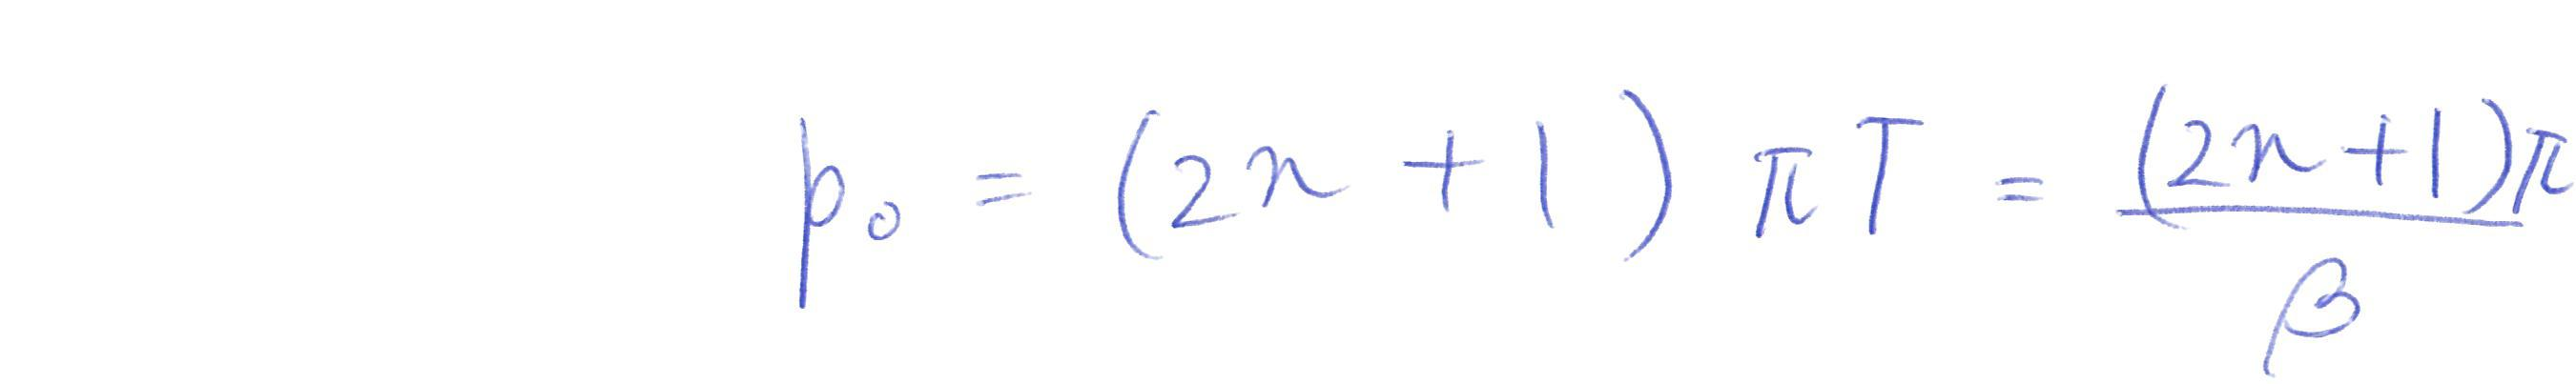 p₀ = (2n + 1) πT = (2n+1)π / β